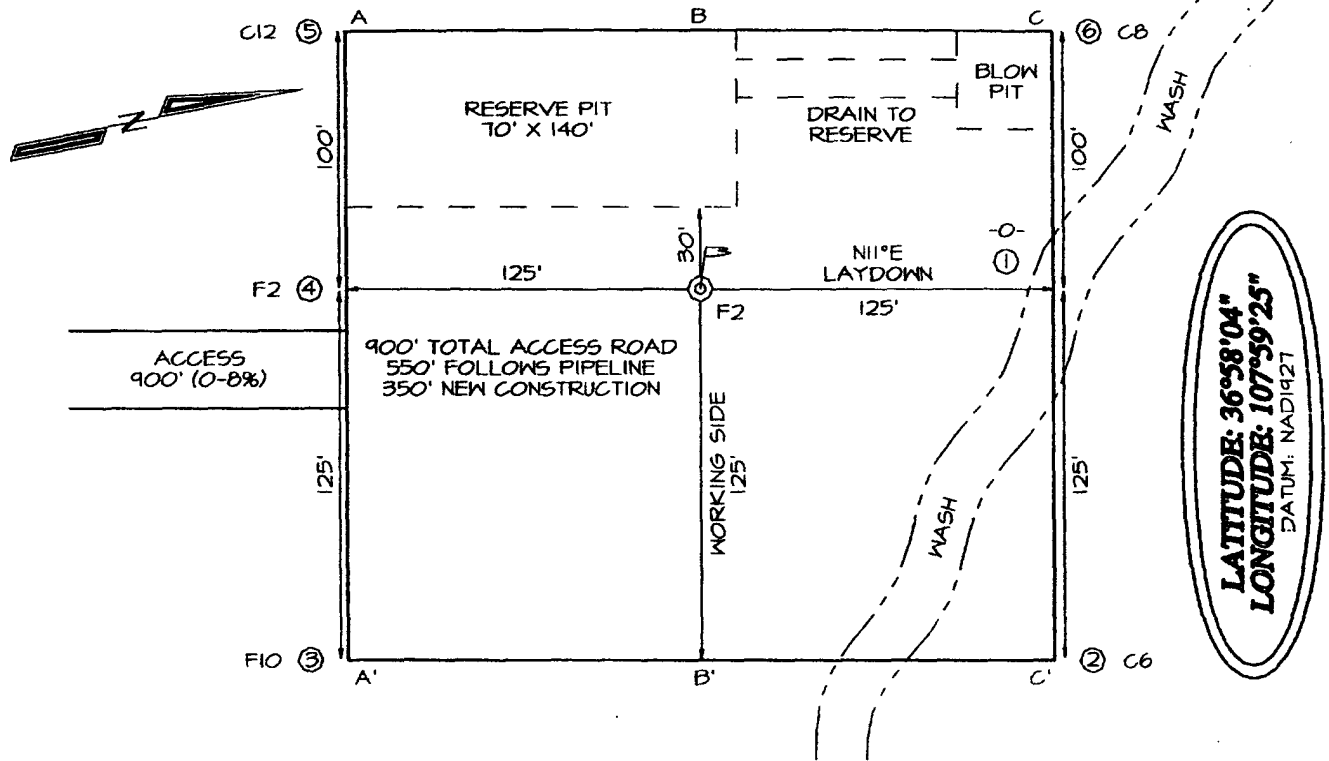 A
B
C
C12 ⑤
⑥ C8
N
RESERVE PIT
70' X 140'
BLOW
PIT
DRAIN TO
RESERVE
WASH
100'
100'
-0-
①
30'
N11°E
LAYDOWN
125'
125'
F2 ④
F2
ACCESS
900' (0-8%)
900' TOTAL ACCESS ROAD
550' FOLLOWS PIPELINE
350' NEW CONSTRUCTION
125'
WORKING SIDE
125'
125'
WASH
F10 ③
② C6
A'
B'
C'
LATITUDE: 36°58'04"
LONGITUDE: 107°59'25"
DATUM: NAD1927